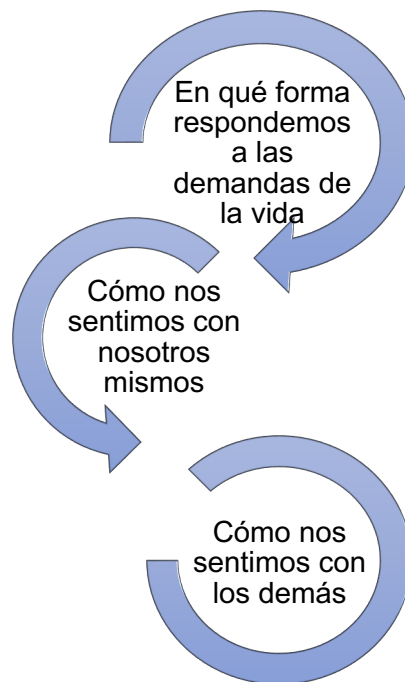 En qué forma
respondemos
a las
demandas de
la vida
Cómo nos
sentimos con
nosotros
mismos
Cómo nos
sentimos con
los demás